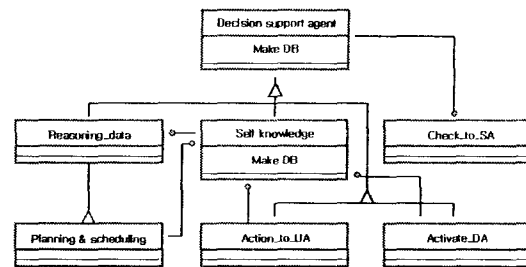 Decision support agent
Make DB
Reasoning_data
Self knowledge
Check_to_SA
Make DB
Planning & scheduling
Action_to_UA
Activate_DA